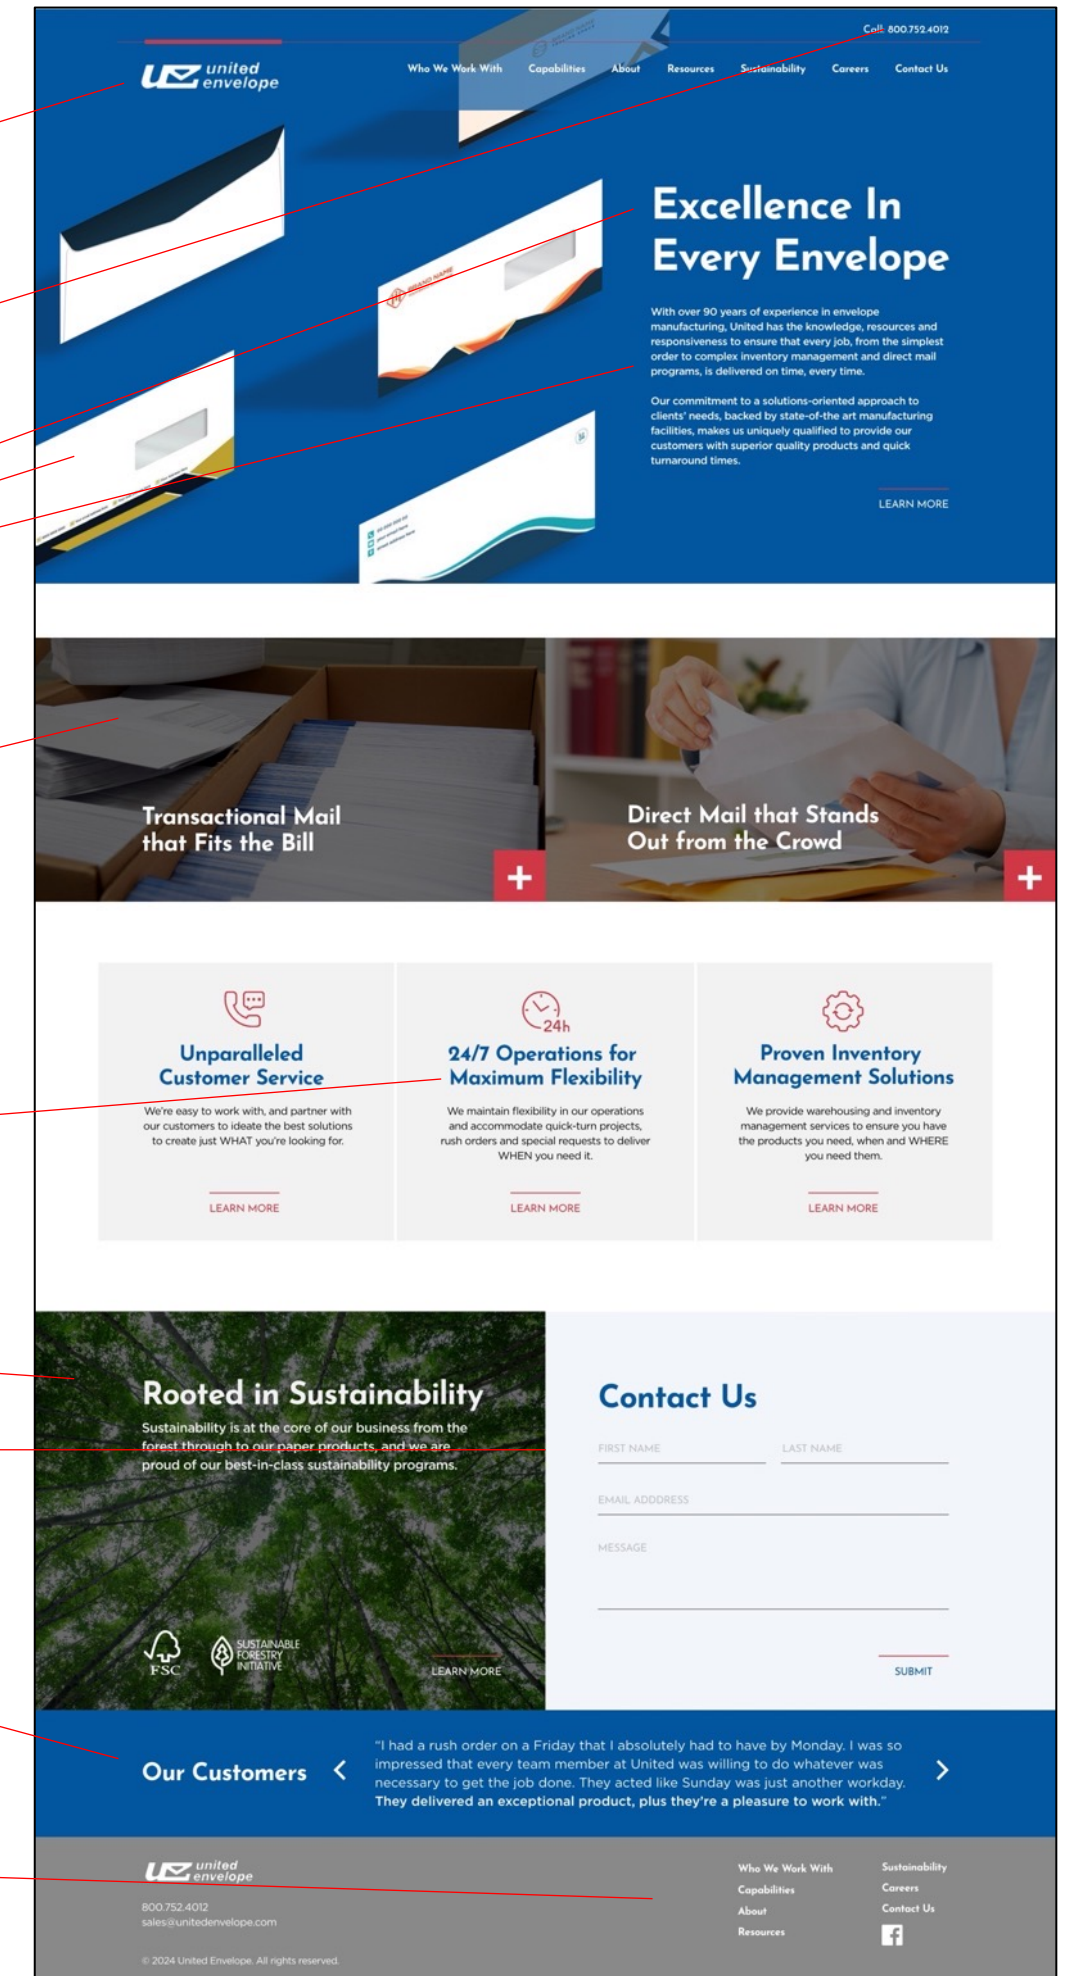 Call: 800.752.4012
united
envelope
Who We Work With Capabilities About Resources Sustainability Careers Contact Us
Excellence In
Every Envelope
BRAND NAME
With over 90 years of experience in envelope
manufacturing, United has the knowledge, resources and
responsiveness to ensure that every job, from the simplest
order to complex inventory management and direct mail
programs, is delivered on time, every time.
Our commitment to a solutions-oriented approach to
clients' needs, backed by state-of-the art manufacturing
facilities, makes us uniquely qualified to provide our
customers with superior quality products and quick
turnaround times.
LEARN MORE
Transactional Mail
that Fits the Bill
Direct Mail that Stands
Out from the Crowd
24h
Unparalleled
Customer Service
We're easy to work with, and partner with
our customers to ideate the best solutions
to create just WHAT you're looking for.
LEARN MORE
24/7 Operations for
Maximum Flexibility
We maintain flexibility in our operations
and accommodate quick-turn projects,
rush orders and special requests to deliver
WHEN you need it.
LEARN MORE
Proven Inventory
Management Solutions
We provide warehousing and inventory
management services to ensure you have
the products you need, when and WHERE
you need them.
LEARN MORE
Rooted in Sustainability
Sustainability is at the core of our business from the
forest through to our paper products, and we are
proud of our best-in-class sustainability programs.
FSC
SUSTAINABLE
FORESTRY
INITIATIVE
LEARN MORE
Contact Us
FIRST NAME LAST NAME
EMAIL ADDDRESS
MESSAGE
SUBMIT
Our Customers
"I had a rush order on a Friday that I absolutely had to have by Monday. I was so
impressed that every team member at United was willing to do whatever was
necessary to get the job done. They acted like Sunday was just another workday.
They delivered an exceptional product, plus they're a pleasure to work with."
united
envelope
800.752.4012
sales@unitedenvelope.com
© 2024 United Envelope. All rights reserved.
Who We Work With
Capabilities
About
Resources
Sustainability
Careers
Contact Us